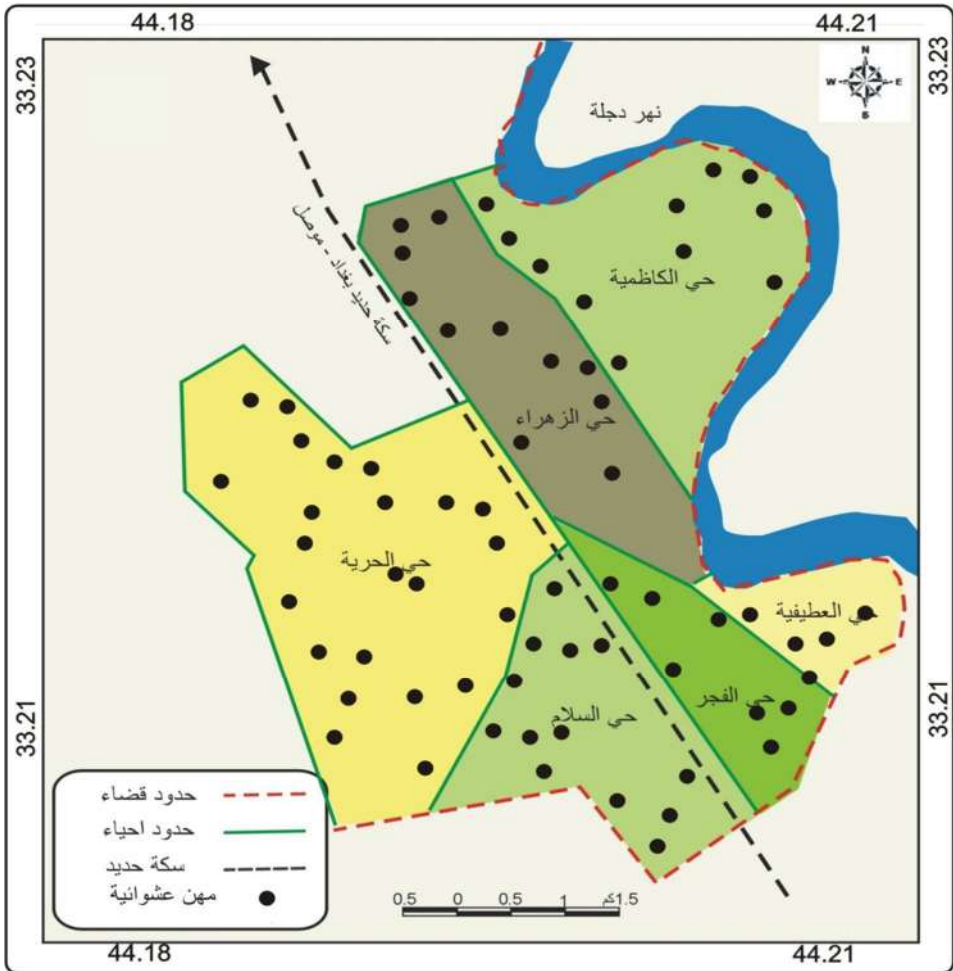 44.18
44.21
33.23
33.23
N
W
E
S
نهر دجلة
سكة حديد بغداد - موصل
حي الكاظمية
حي الزهراء
حي الحرية
حي العطيفية
حي الفجر
حي السلام
33.21
33.21
حدود قضاء
حدود احياء
سكة حديد
مهن عشوائية
0.5 0 0.5 1 1.5كم
44.18
44.21